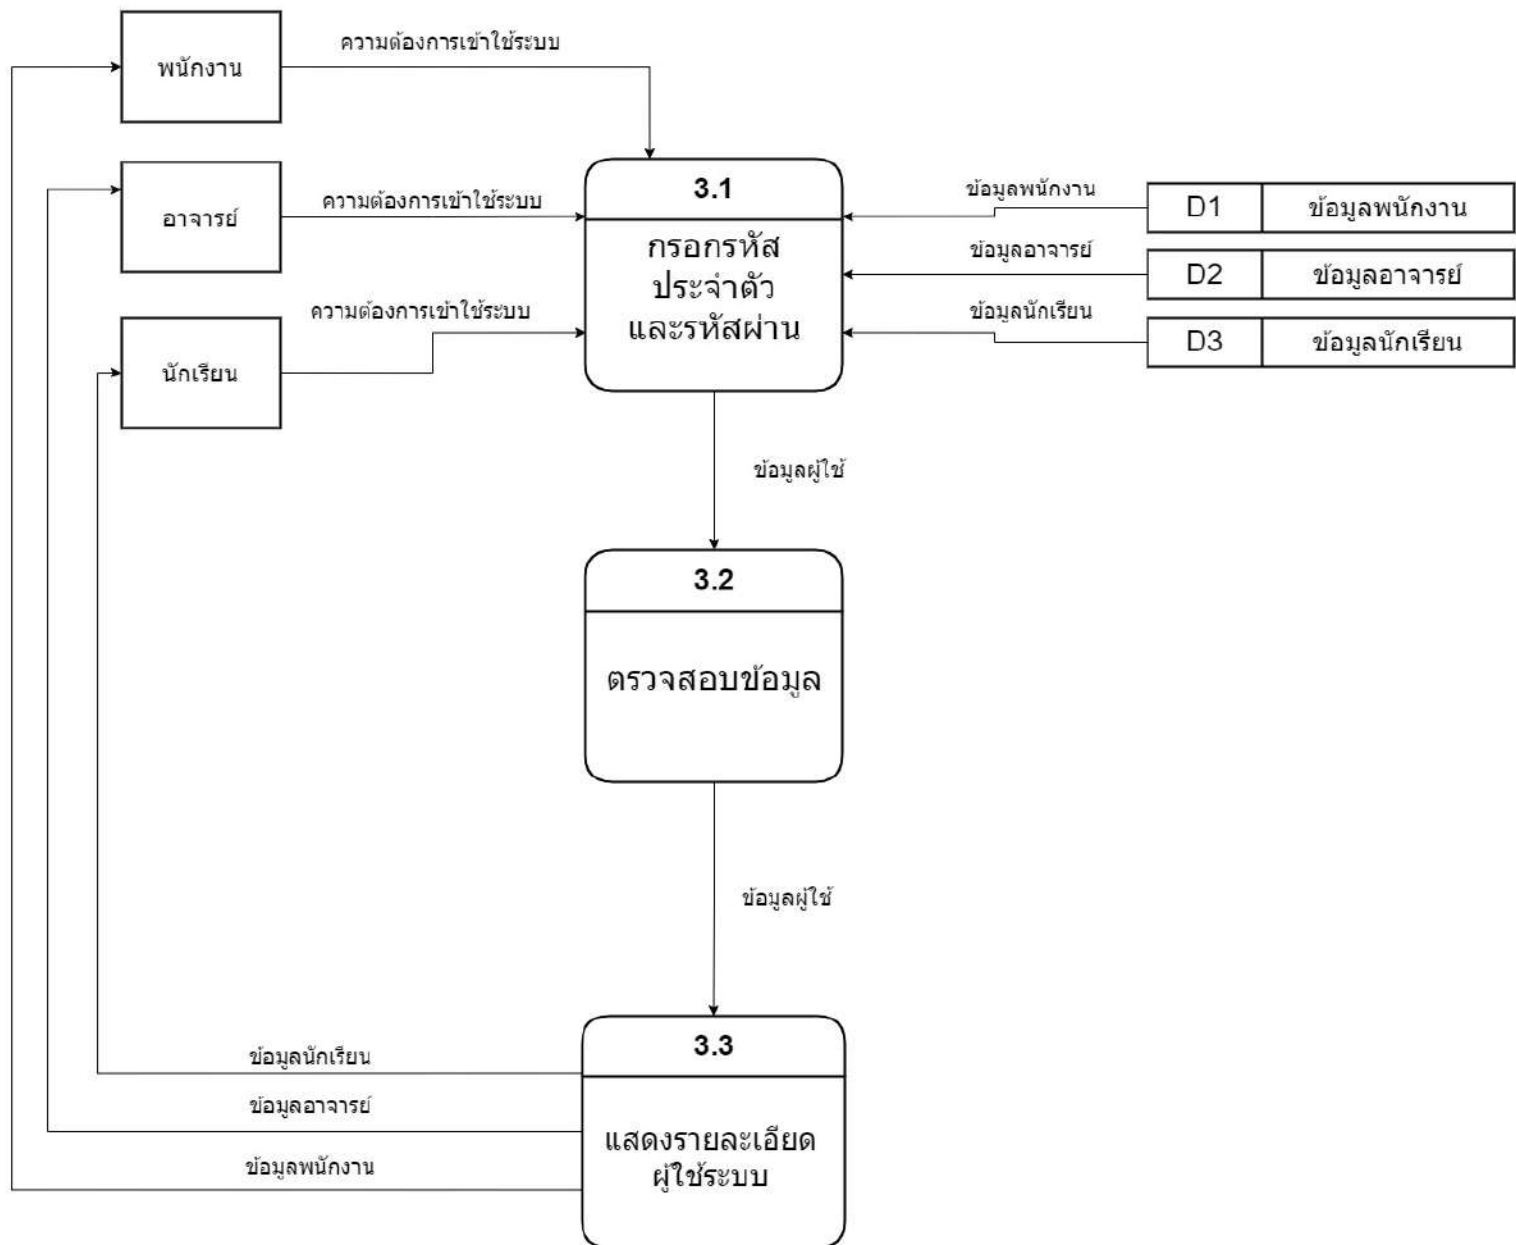 พนักงาน
ความต้องการเข้าใช้ระบบ
อาจารย์
ความต้องการเข้าใช้ระบบ
นักเรียน
ความต้องการเข้าใช้ระบบ
3.1
กรอกรหัส
ประจำตัว
และรหัสผ่าน
ข้อมูลพนักงาน
D1
ข้อมูลพนักงาน
ข้อมูลอาจารย์
D2
ข้อมูลอาจารย์
ข้อมูลนักเรียน
D3
ข้อมูลนักเรียน
ข้อมูลผู้ใช้
3.2
ตรวจสอบข้อมูล
ข้อมูลผู้ใช้
3.3
แสดงรายละเอียด
ผู้ใช้ระบบ
ข้อมูลนักเรียน
ข้อมูลอาจารย์
ข้อมูลพนักงาน